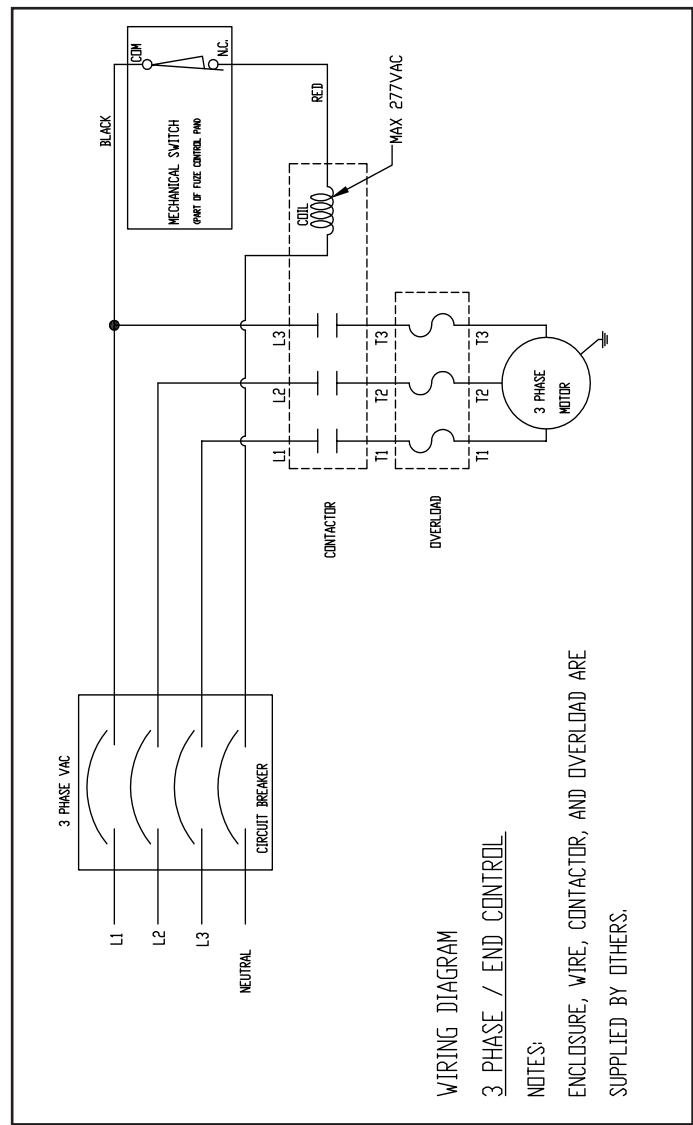 3 PHASE VAC
L1
L2
L3
NEUTRAL
CIRCUIT BREAKER
BLACK
COM
N.C.
MECHANICAL SWITCH
(PART OF FUZE CONTROL PAN)
RED
COIL
MAX 277VAC
L1
L2
L3
CONTACTOR
T1
T2
T3
OVERLOAD
T1
T2
T3
3 PHASE
MOTOR
WIRING DIAGRAM
3 PHASE / END CONTROL
NOTES:
ENCLOSURE, WIRE, CONTACTOR, AND OVERLOAD ARE
SUPPLIED BY OTHERS.